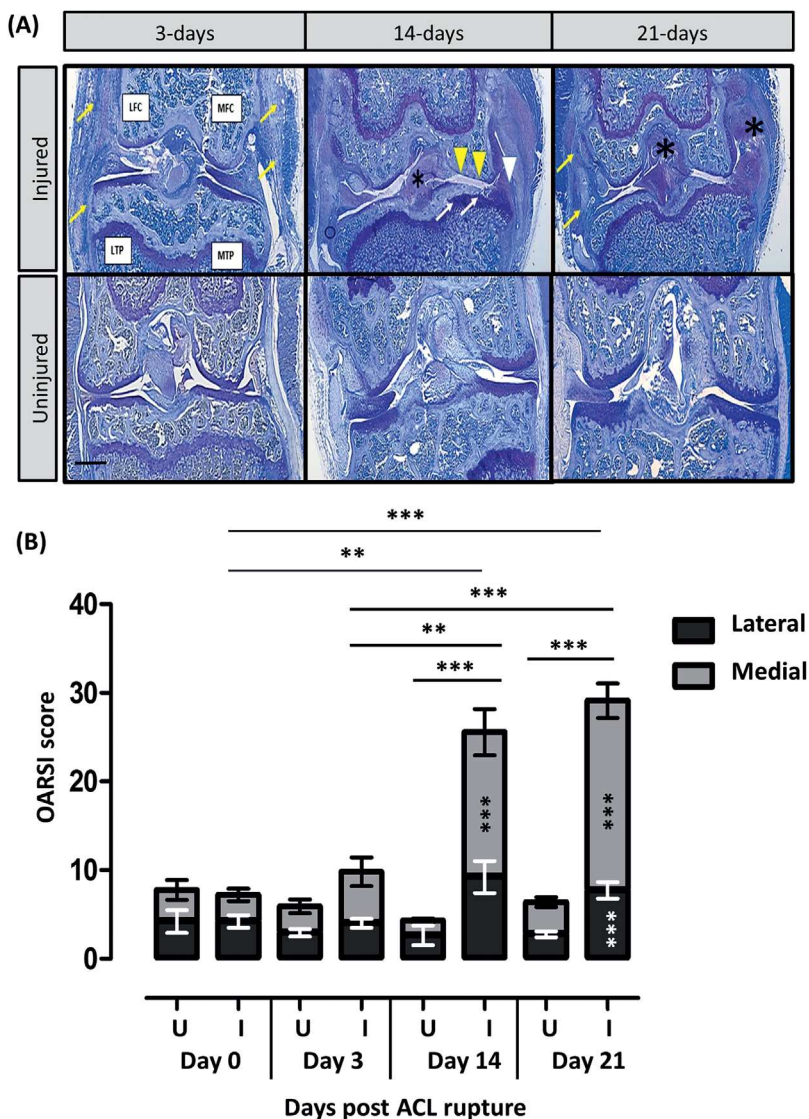 (A)
3-days 14-days 21-days
Injured
LFC MFC
LTP MTP
* * *
Uninjured
(B)
***
**
***
**
*** ***
40
30
20
10
0
OARSI score
Lateral
Medial
*** ***
***
U I U I U I U I
Day 0 Day 3 Day 14 Day 21
Days post ACL rupture